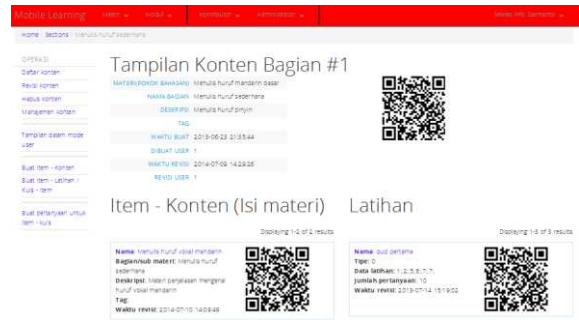 Mobile Learning Materi Modul Kontributor Administrator
Home Sections Menulis huruf sederhana
OPERASI
Daftar konten
Revisi konten
Hapus konten
Manajemen konten
Tampilan dalam mode
user
Buat item - Konten
Buat item - Latihan /
Kuis - Item
Buat pertanyaan untuk
item - kuis
Tampilan Konten Bagian #1
MATERI(POKOK BAHASAN) Menulis huruf mandarin dasar
NAMA BAGIAN Menulis huruf sederhana
DESKRIPSI Menulis huruf pinyin
TAG
WAKTU BUAT 2013-06-23 21:35:44
DIBUAT USER 1
WAKTU REVISI 2014-07-09 14:29:26
REVISI USER 1
Item - Konten (Isi materi)
Displaying 1-2 of 2 results
Nama: Menulis huruf vokal mandarin
Bagian/sub materi: Menulis huruf
sederhana
Deskripsi: Materi penjelasan mengenai
huruf vokal mandarin
Tag:
Waktu revisi: 2014-07-10 14:09:49
Latihan
Displaying 1-3 of 3 results
Nama: quiz pertama
Tipe: 0
Data latihan: 1; 2; 5; 6; 7; 7;
Jumlah pertanyaan: 10
Waktu revisi: 2013-07-14 15:19:02